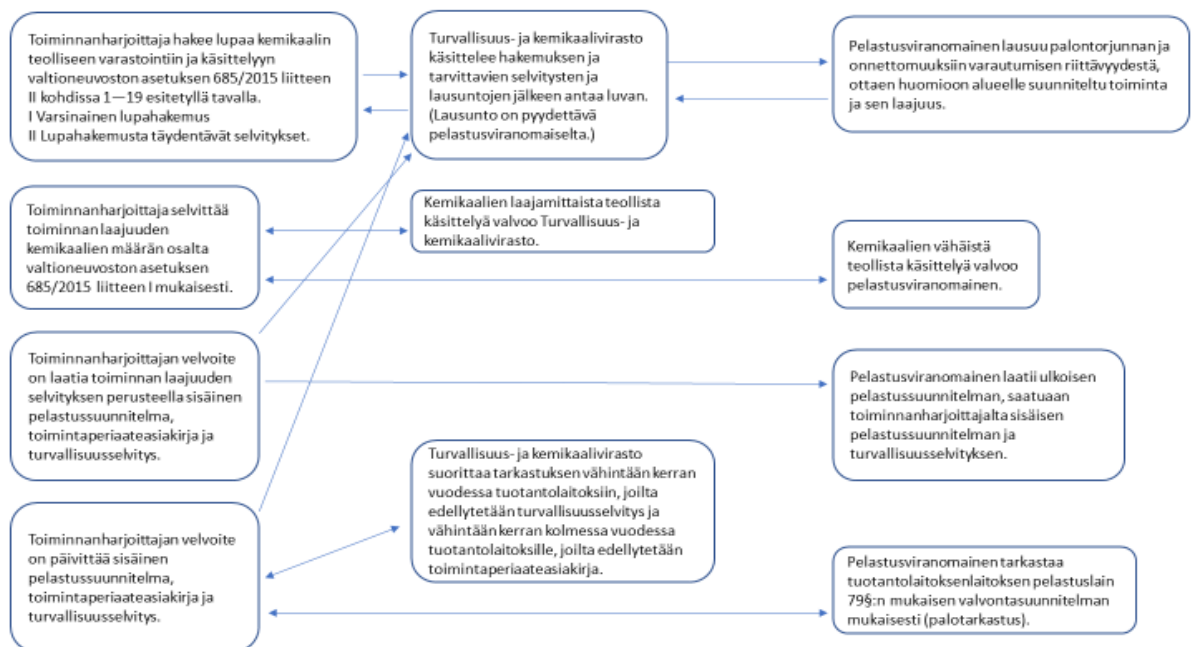 Toiminnanharjoittaja hakee lupaa kemikaalin
teolliseen varastointiin ja käsittelyyn
valtioneuvoston asetuksen 685/2015 liitteen
II kohdissa 1—19 esitetyllä tavalla.
I Varsinainen lupahakemus
II Lupahakemusta täydentävät selvitykset.
Turvallisuus- ja kemikaalivirasto
käsittelee hakemuksen ja
tarvittavien selvitysten ja
lausuntojen jälkeen antaa luvan.
(Lausunto on pyydettävä
pelastusviranomaiselta.)
Pelastusviranomainen lausuu palontorjunnan ja
onnettomuuksiin varautumisen riittävyydestä,
ottaen huomioon alueelle suunniteltu toiminta
ja sen laajuus.
Toiminnanharjoittaja selvittää
toiminnan laajuuden
kemikaalien määrän osalta
valtioneuvoston asetuksen
685/2015 liitteen I mukaisesti.
Kemikaalien laajamittaista teollista
käsittelyä valvoo Turvallisuus- ja
kemikaalivirasto.
Kemikaalien vähäistä
teollista käsittelyä valvoo
pelastusviranomainen.
Toiminnanharjoittajan velvoite
on laatia toiminnan laajuuden
selvityksen perusteella sisäinen
pelastussuunnitelma,
toimintaperiaateasiakirja ja
turvallisuusselvitys.
Pelastusviranomainen laatii ulkoisen
pelastussuunnitelman, saatuaan
toiminnanharjoittajalta sisäisen
pelastussuunnitelman ja
turvallisuusselvityksen.
Turvallisuus- ja kemikaalivirasto
suorittaa tarkastuksen vähintään kerran
vuodessa tuotantolaitoksiin, joilta
edellytetään turvallisuusselvitys ja
vähintään kerran kolmessa vuodessa
tuotantolaitoksille, joilta edellytetään
toimintaperiaateasiakirja.
Toiminnanharjoittajan velvoite
on päivittää sisäinen
pelastussuunnitelma,
toimintaperiaateasiakirja ja
turvallisuusselvitys.
Pelastusviranomainen tarkastaa
tuotantolaitoksenlaitoksen pelastuslain
79§:n mukaisen valvontasuunnitelman
mukaisesti (palotarkastus).